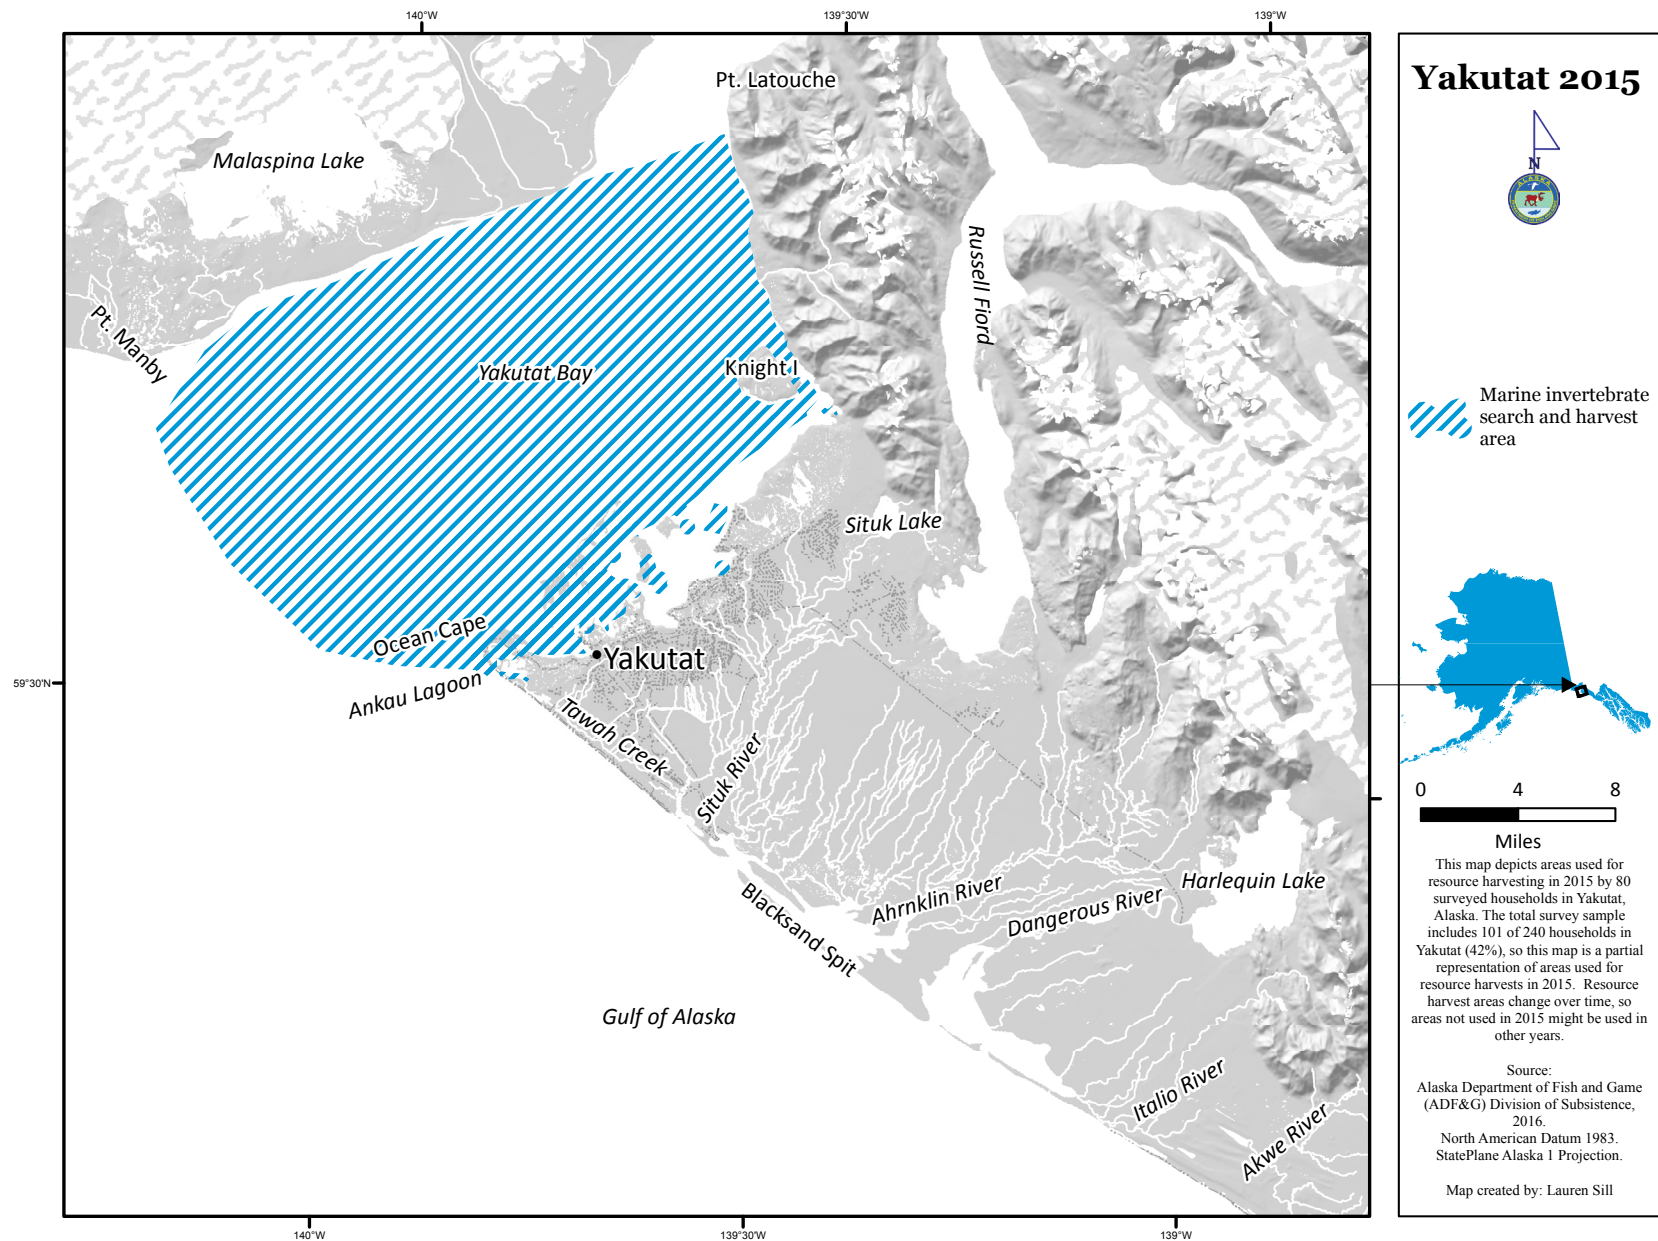 140°W
139°30'W
139°W
Pt. Latouche
Malaspina Lake
Russell Fiord
Pt. Manby
Yakutat Bay
Knight I
Situk Lake
Ocean Cape
Yakutat
59°30'N
Ankau Lagoon
Tawah Creek
Situk River
Harlequin Lake
Ahrnklin River
Dangerous River
Blacksand Spit
Gulf of Alaska
Italio River
Akwe River
140°W
139°30'W
139°W
Yakutat 2015
N
ALASKA
Marine invertebrate
search and harvest
area
0 4 8
Miles
This map depicts areas used for
resource harvesting in 2015 by 80
surveyed households in Yakutat,
Alaska. The total survey sample
includes 101 of 240 households in
Yakutat (42%), so this map is a partial
representation of areas used for
resource harvests in 2015. Resource
harvest areas change over time, so
areas not used in 2015 might be used in
other years.
Source:
Alaska Department of Fish and Game
(ADF&G) Division of Subsistence,
2016.
North American Datum 1983.
StatePlane Alaska 1 Projection.
Map created by: Lauren Sill